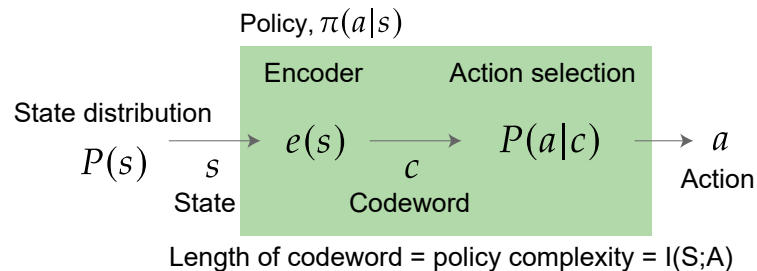 Policy, π(a|s)
Encoder
Action selection
State distribution
P(s)
s
State
e(s)
c
Codeword
P(a|c)
a
Action
Length of codeword = policy complexity = I(S;A)